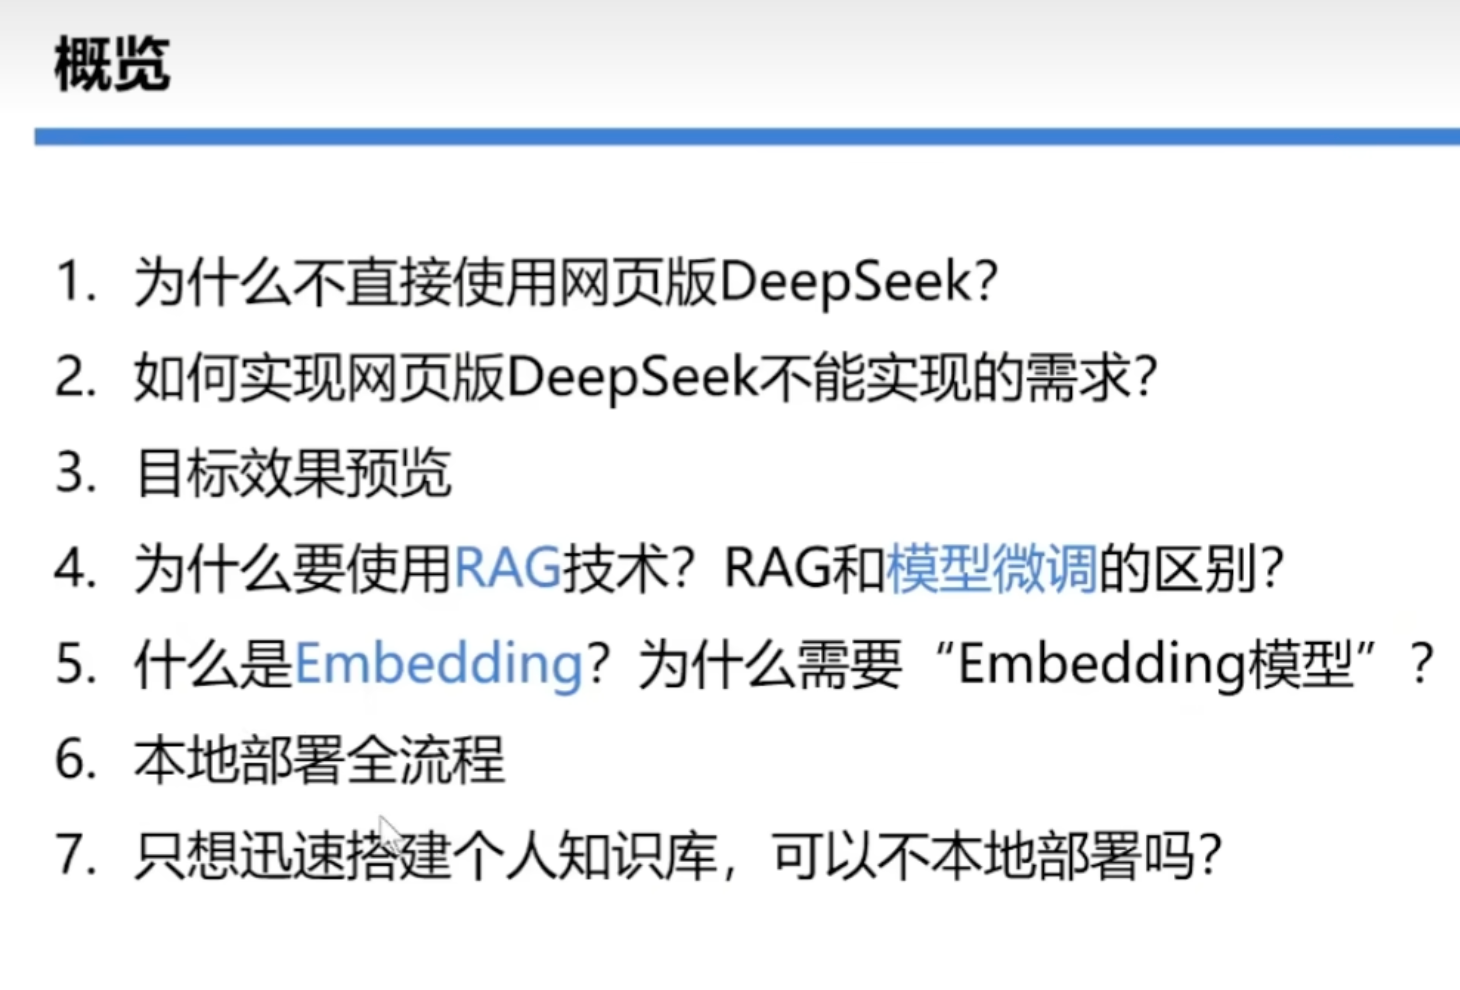 概览
1. 为什么不直接使用网页版DeepSeek?
2. 如何实现网页版DeepSeek不能实现的需求?
3. 目标效果预览
4. 为什么要使用RAG技术？RAG和模型微调的区别?
5. 什么是Embedding？为什么需要“Embedding模型”？
6. 本地部署全流程
7. 只想迅速搭建个人知识库，可以不本地部署吗?